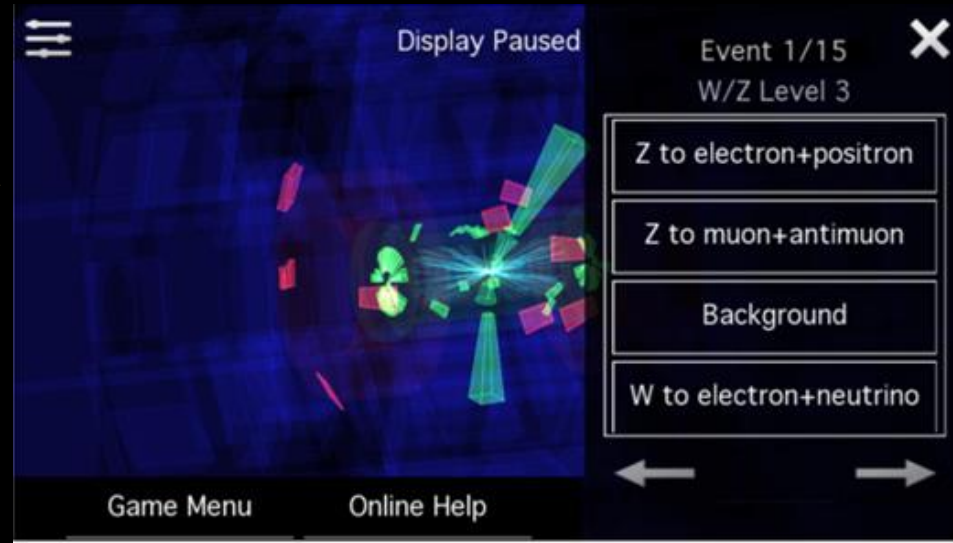 Display Paused
Event 1/15
W/Z Level 3
Z to electron+positron
Z to muon+antimuon
Background
W to electron+neutrino
Game Menu
Online Help